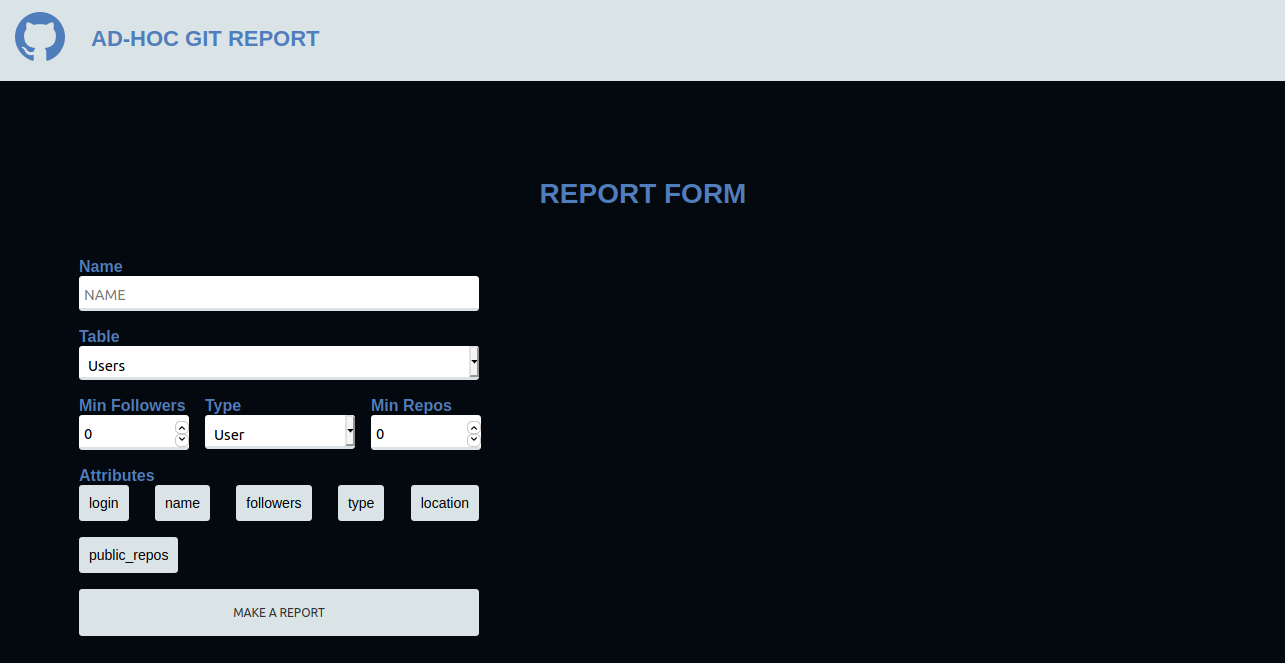 AD-HOC GIT REPORT
REPORT FORM
Name
NAME
Table
Users
Min Followers Type Min Repos
0 User 0
Attributes
login name followers type location
public_repos
MAKE A REPORT